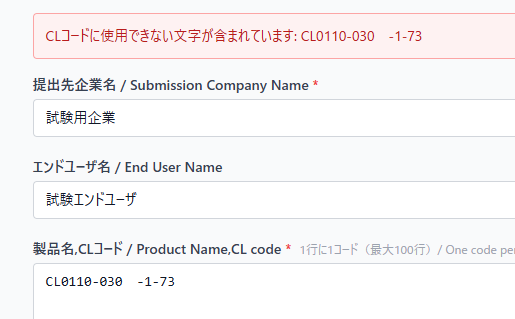 CLコードに使用できない文字が含まれています: CL0110-030　-1-73
提出先企業名 / Submission Company Name *
試験用企業
エンドユーザ名 / End User Name
試験エンドユーザ
製品名,CLコード / Product Name,CL code * 1行に1コード（最大100行）/ One code per
CL0110-030　-1-73